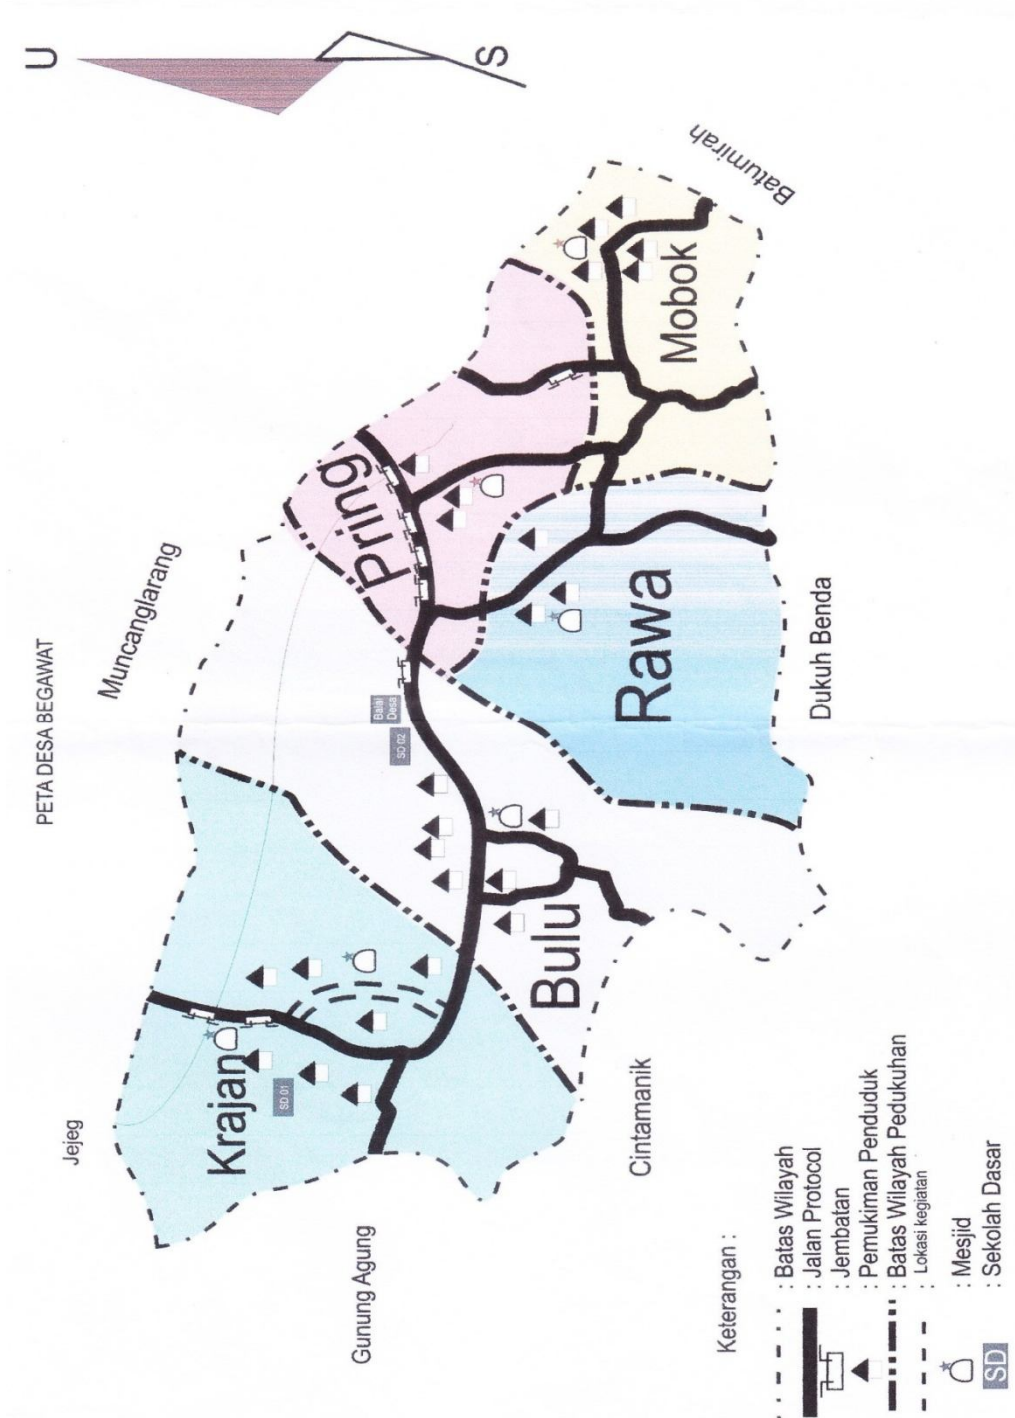 PETA DESA BEGAWAT
U
S
Jejeg
Muncanglarang
Batumirah
Gunung Agung
Cintamanik
Dukuh Benda
Krajan
SD 01
Bulu
SD 02
Balai
Desa
Pring
Rawa
Mobok
Keterangan :
: Batas Wilayah
: Jalan Protocol
: Jembatan
: Pemukiman Penduduk
: Batas Wilayah Pedukuhan
: Lokasi kegiatan
: Mesjid
SD : Sekolah Dasar